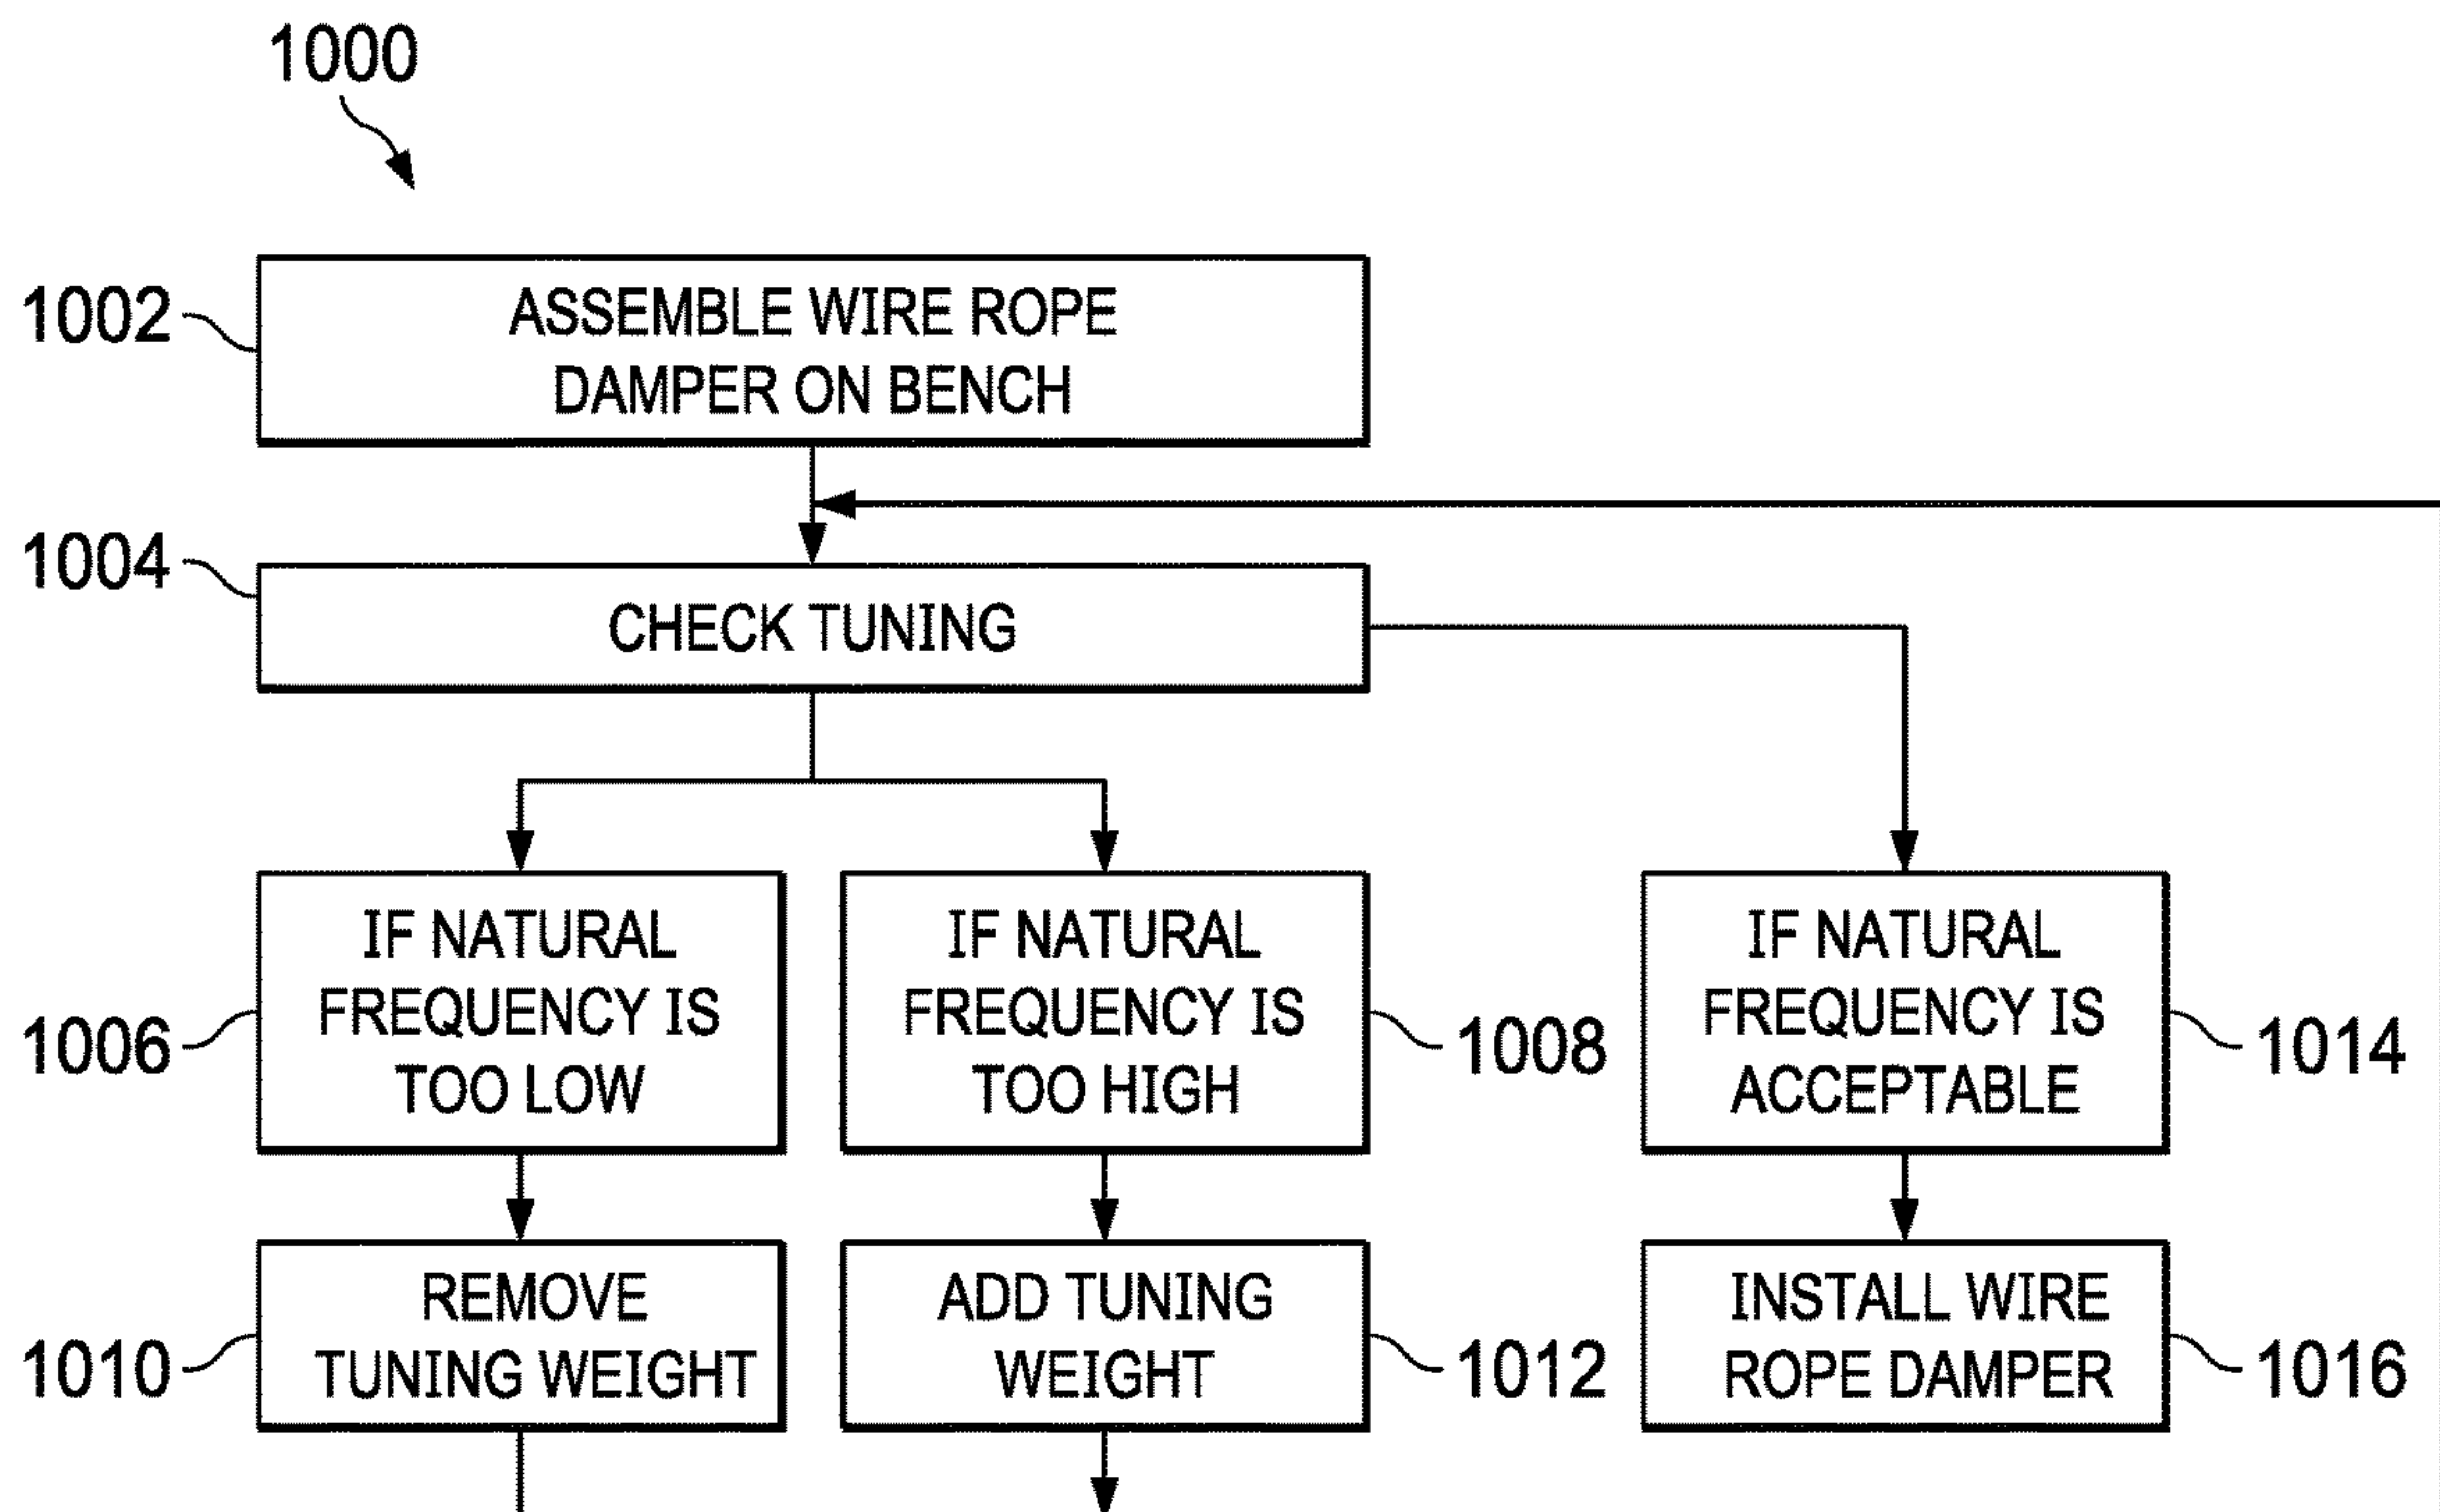 1000
1002
ASSEMBLE WIRE ROPE
DAMPER ON BENCH
1004
CHECK TUNING
1006
IF NATURAL
FREQUENCY IS
TOO LOW
IF NATURAL
FREQUENCY IS
TOO HIGH
1008
IF NATURAL
FREQUENCY IS
ACCEPTABLE
1014
1010
REMOVE
TUNING WEIGHT
ADD TUNING
WEIGHT
1012
INSTALL WIRE
ROPE DAMPER
1016